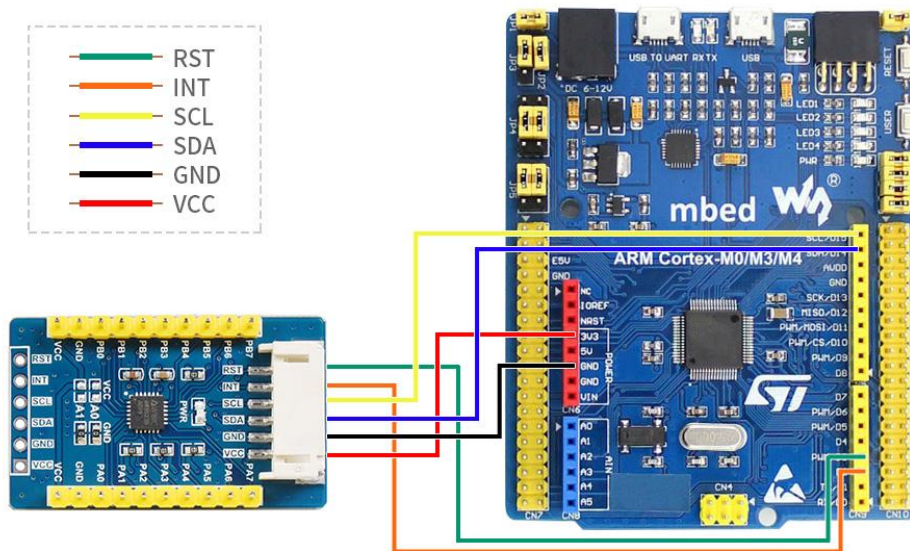 RST
INT
SCL
SDA
GND
VCC
JP1
JP3
JP2
JP4
JP5
USB TO UART
RX TX
USB
DC 6-12V
RESET
USER
LED1
LED2
LED3
LED4
PWR
mbed
®
ARM Cortex-M0/M3/M4
E5V
GND
NC
IOREF
NRST
3V3
5V
GND
GND
VIN
POWER
CN6
A0
A1
A2
A3
A4
A5
AIN
CN7
CN8
CN4
SCL/D15
SDA/D14
AVDD
GND
SCK/D13
MISO/D12
PWM/MOSI/D11
PWM/CS/D10
PWM/D9
D8
D7
PWM/D6
PWM/D5
D4
CN9
CN10
ST
VCC
GND
PB0
PB1
PB2
PB3
PB4
PB5
PB6
PB7
RST
INT
SCL
SDA
GND
VCC
VCC
A1
A0
GND
PWR
RST
INT
SCL
SDA
GND
VCC
VCC
GND
PA0
PA1
PA2
PA3
PA4
PA5
PA6
PA7